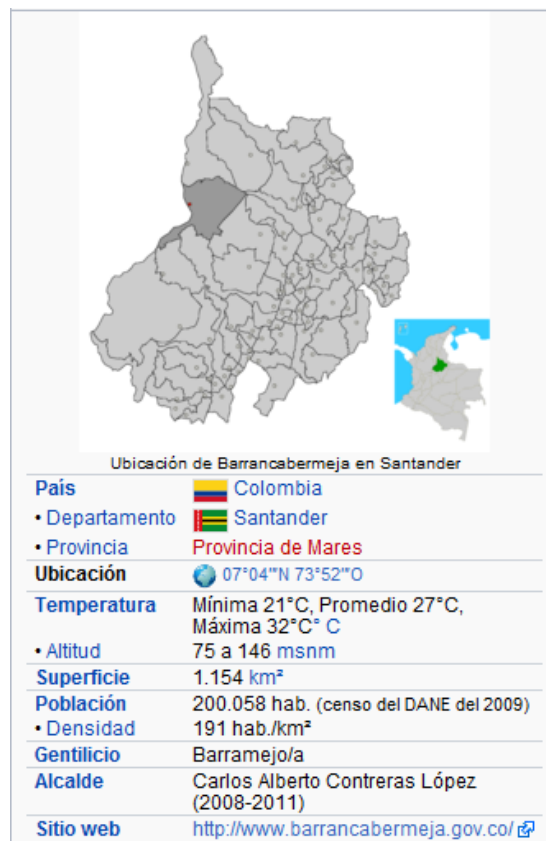 Ubicación de Barrancabermeja en Santander
País Colombia
• Departamento Santander
• Provincia Provincia de Mares
Ubicación 07°04′″N 73°52′″O
Temperatura Mínima 21°C, Promedio 27°C,
Máxima 32°C° C
• Altitud 75 a 146 msnm
Superficie 1.154 km²
Población 200.058 hab. (censo del DANE del 2009)
• Densidad 191 hab./km²
Gentilicio Barramejo/a
Alcalde Carlos Alberto Contreras López
(2008-2011)
Sitio web http://www.barrancabermeja.gov.co/